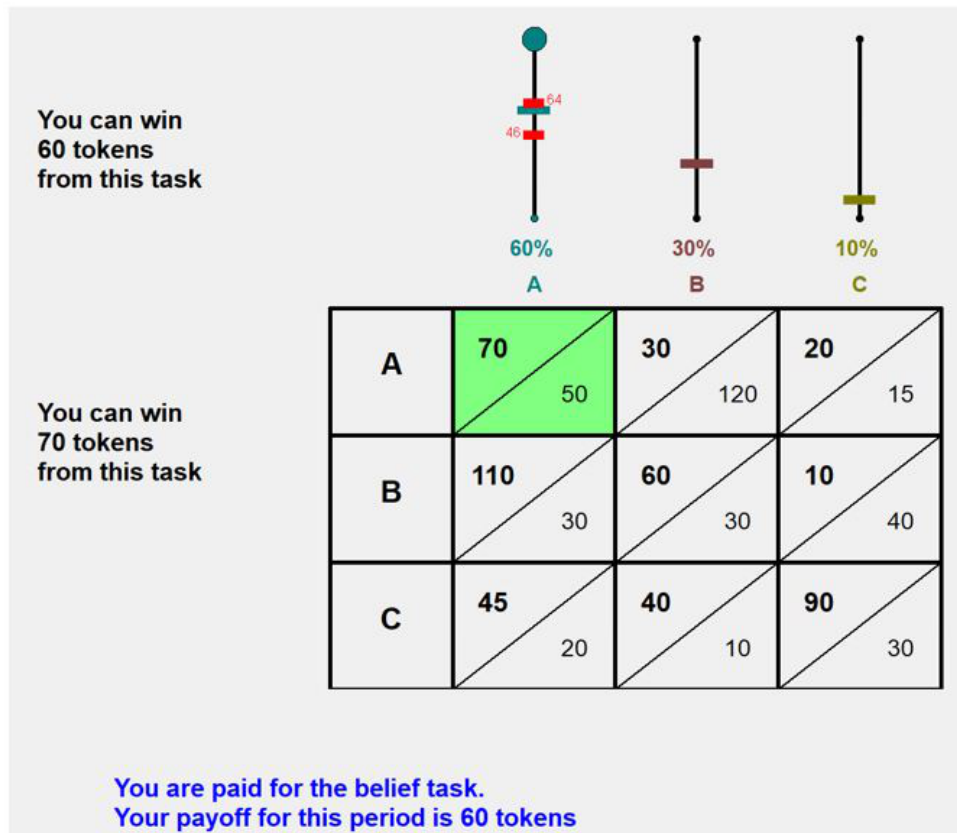 64
46
You can win
60 tokens
from this task
60% 30% 10%
A B C
A 70 50 30 120 20 15
You can win
70 tokens
from this task
B 110 30 60 30 10 40
C 45 20 40 10 90 30
You are paid for the belief task.
Your payoff for this period is 60 tokens